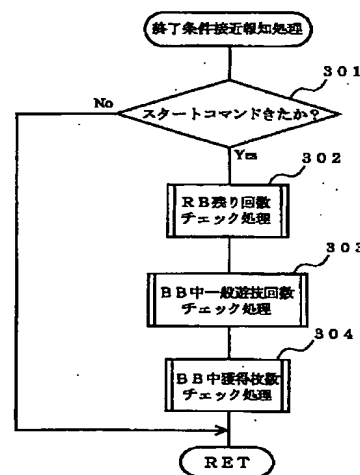 終了条件接近報知処理
301
スタートコマンドきたか?
No
Yes
302
RB残り回数
チェック処理
303
BB中一般遊技回数
チェック処理
304
BB中獲得枚数
チェック処理
RET